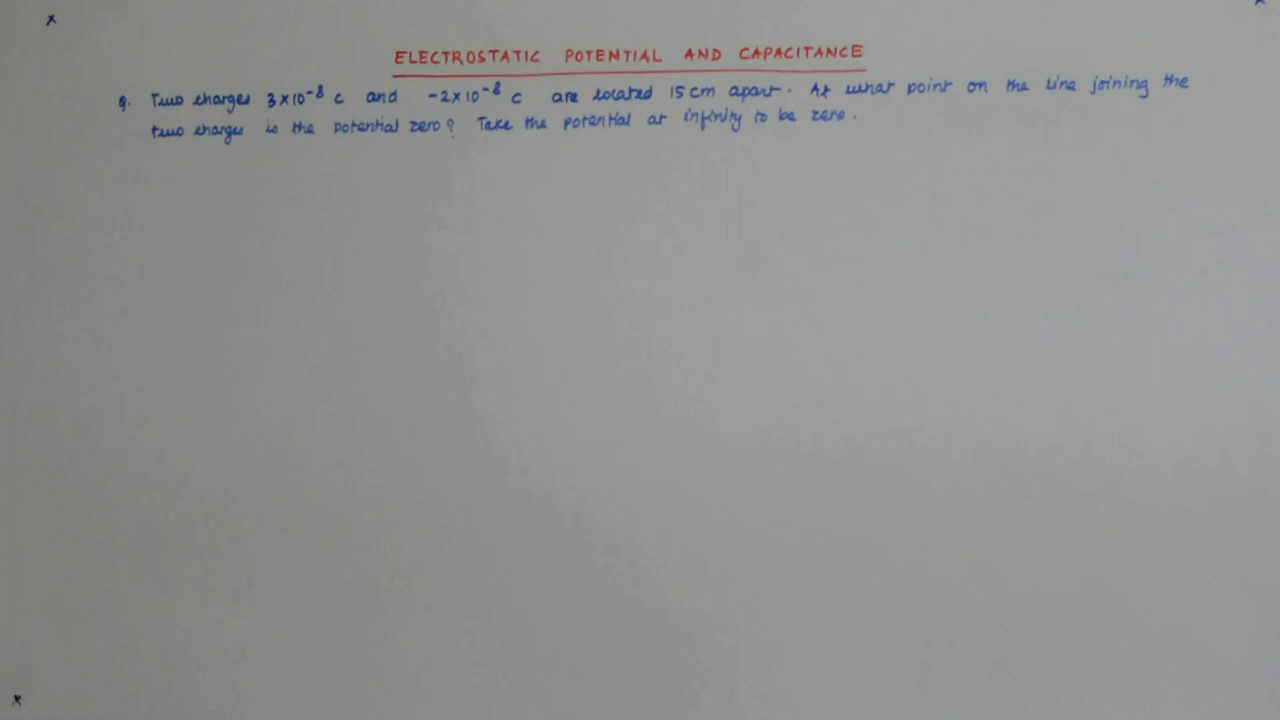 ELECTROSTATIC POTENTIAL AND CAPACITANCE
Q. Two charges 3×10⁻⁸ C and -2×10⁻⁸ C are located 15 cm apart. At what point on the line joining the
two charges is the potential zero? Take the potential at infinity to be zero.